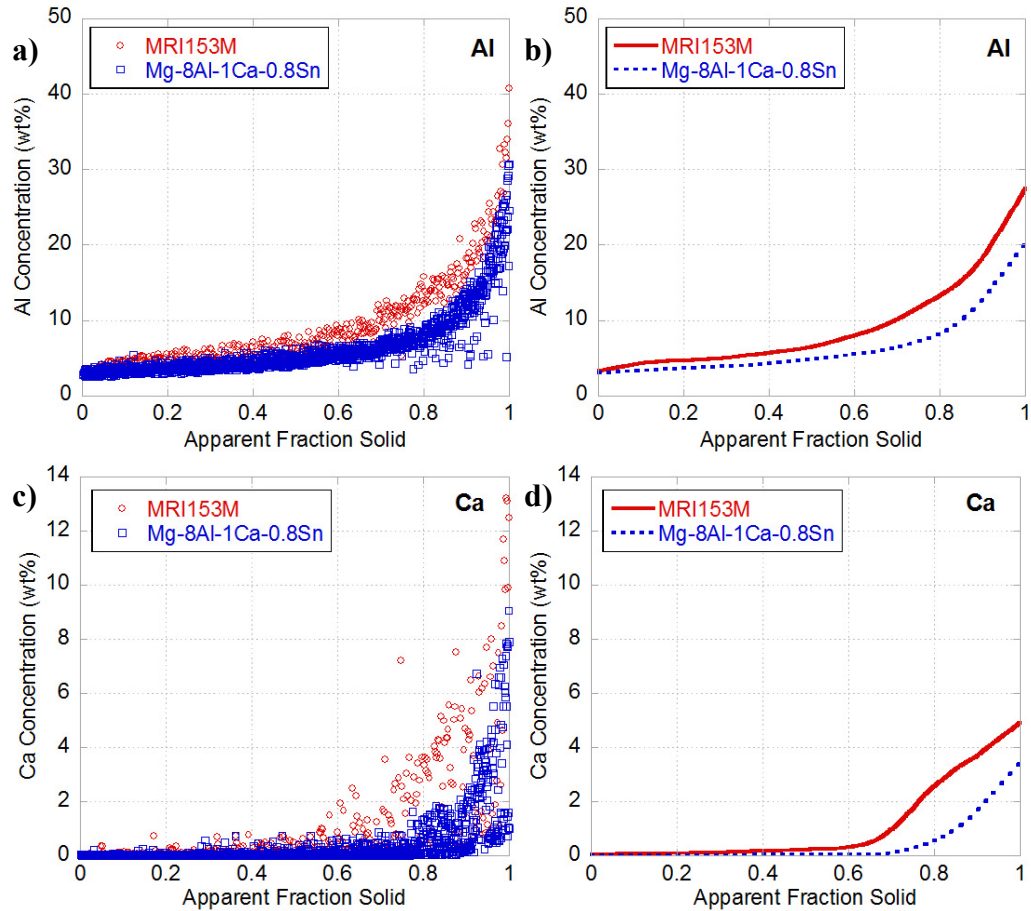 a)
MRI153M
Mg-8Al-1Ca-0.8Sn
Al
50
40
30
20
10
0
Al Concentration (wt%)
0 0.2 0.4 0.6 0.8 1
Apparent Fraction Solid
b)
MRI153M
Mg-8Al-1Ca-0.8Sn
Al
50
40
30
20
10
0
Al Concentration (wt%)
0 0.2 0.4 0.6 0.8 1
Apparent Fraction Solid
c)
MRI153M
Mg-8Al-1Ca-0.8Sn
Ca
14
12
10
8
6
4
2
0
Ca Concentration (wt%)
0 0.2 0.4 0.6 0.8 1
Apparent Fraction Solid
d)
MRI153M
Mg-8Al-1Ca-0.8Sn
Ca
14
12
10
8
6
4
2
0
Ca Concentration (wt%)
0 0.2 0.4 0.6 0.8 1
Apparent Fraction Solid